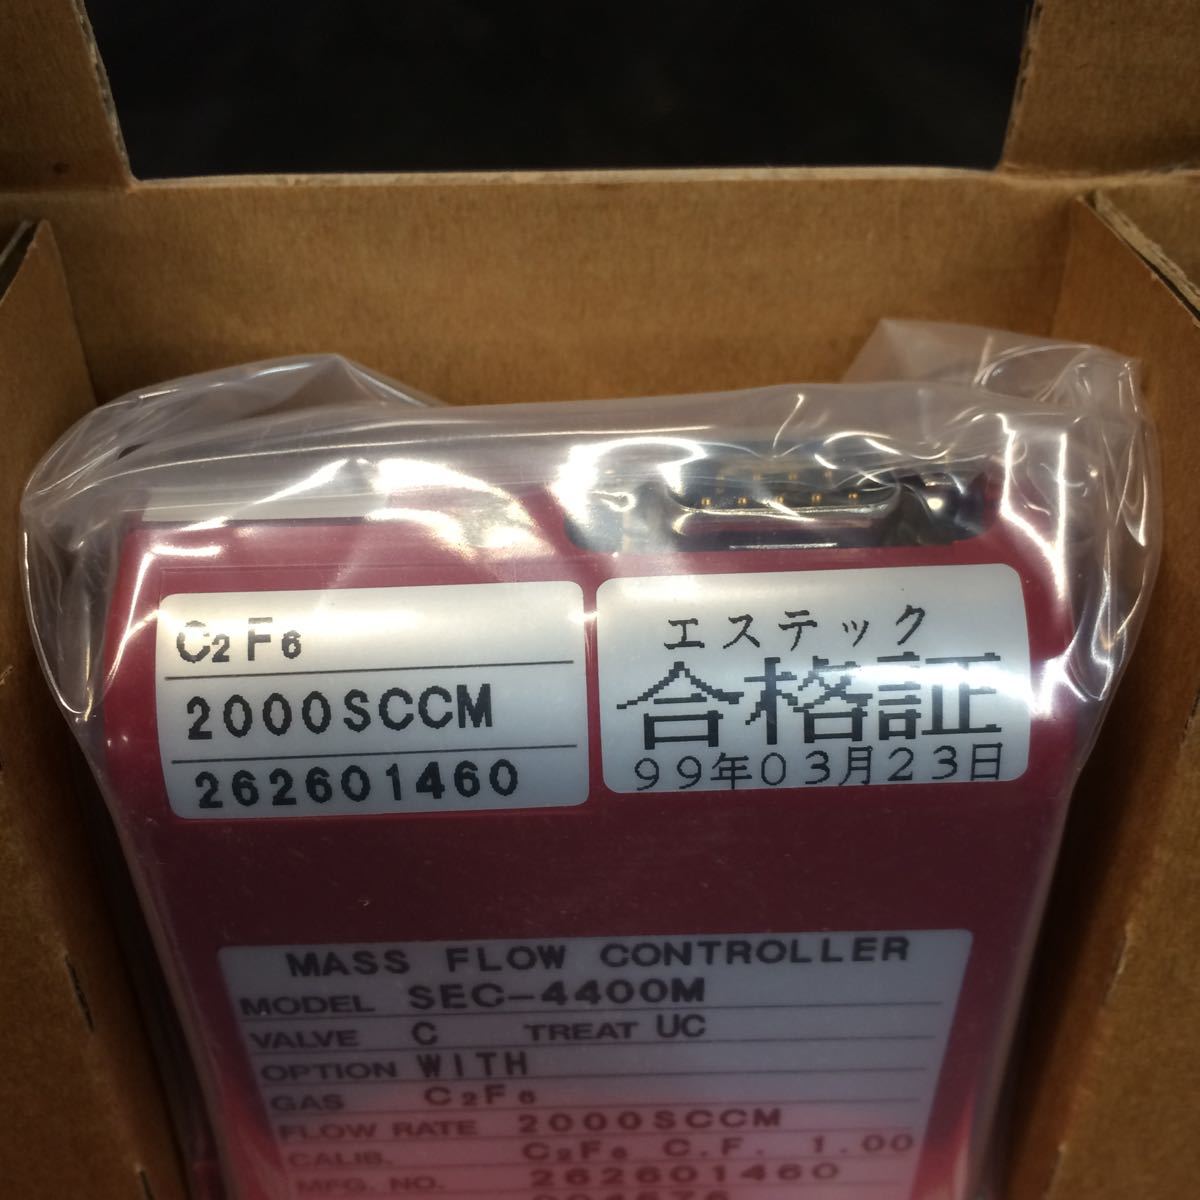 C2F6
2000SCCM
262601460
エステック
合格証
99年03月23日
MASS FLOW CONTROLLER
MODEL SEC-4400M
VALVE C TREAT UC
OPTION WITH
GAS C2F6
FLOW RATE 2000SCCM
CALIB. C2F6 C.F. 1.00
MFG. NO. 262601460